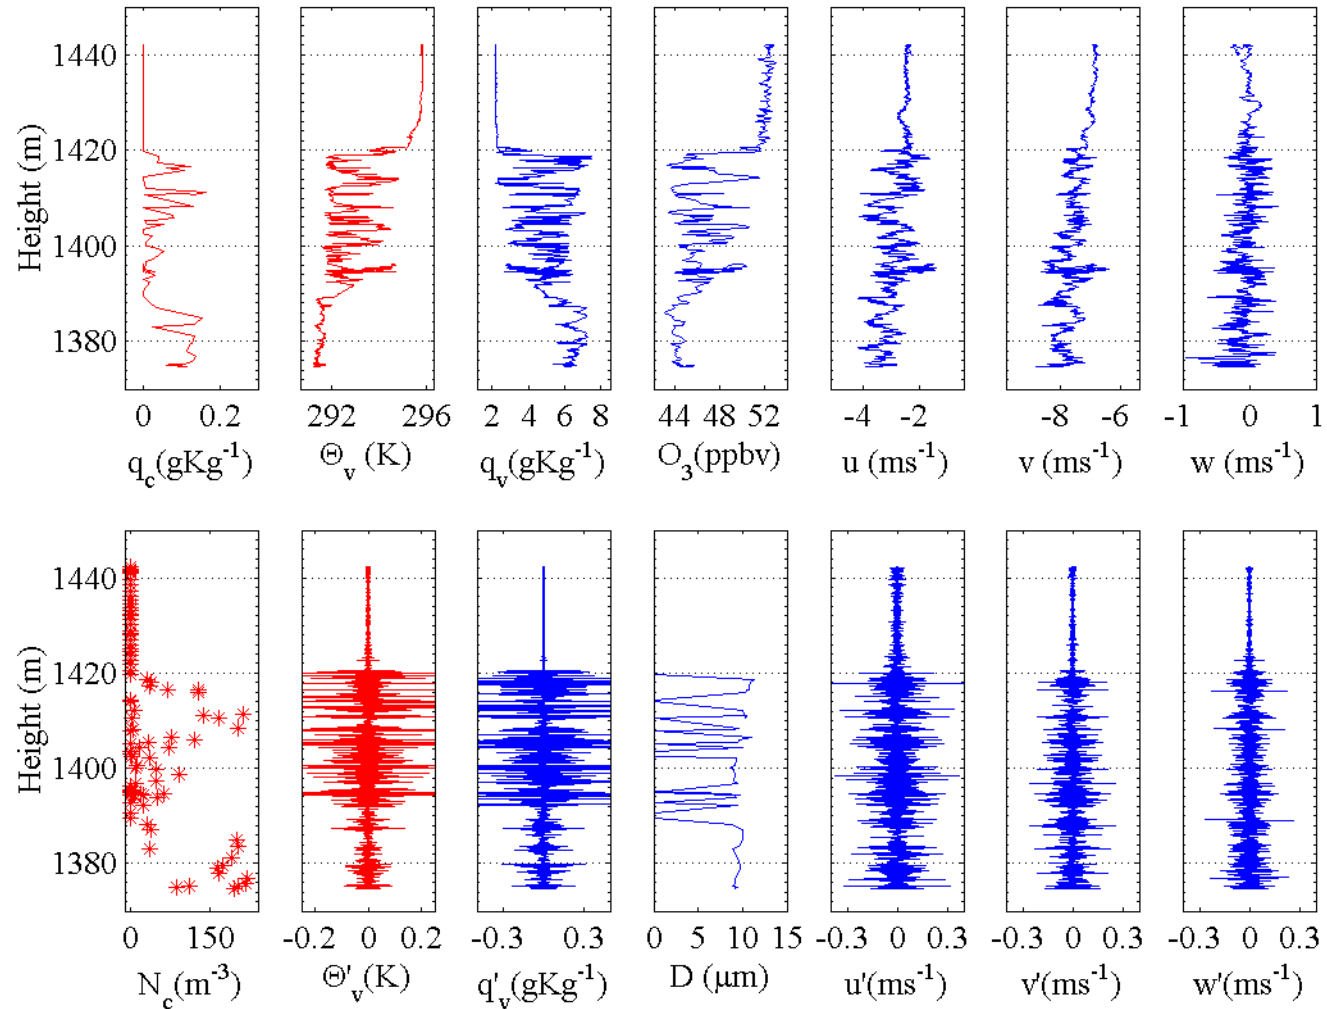 Height (m)
1440
1420
1400
1380
0 0.2
292 296
2 4 6 8
44 48 52
-4 -2
-8 -6
-1 0 1
q_c(gKg^-1)
Θ_v (K)
q_v(gKg^-1)
O_3(ppbv)
u (ms^-1)
v (ms^-1)
w (ms^-1)
Height (m)
1440
1420
1400
1380
0 150
-0.2 0 0.2
-0.3 0.3
0 5 10 15
-0.3 0 0.3
-0.3 0 0.3
-0.3 0 0.3
N_c(m^-3)
Θ'_v(K)
q'_v(gKg^-1)
D (μm)
u'(ms^-1)
v'(ms^-1)
w'(ms^-1)